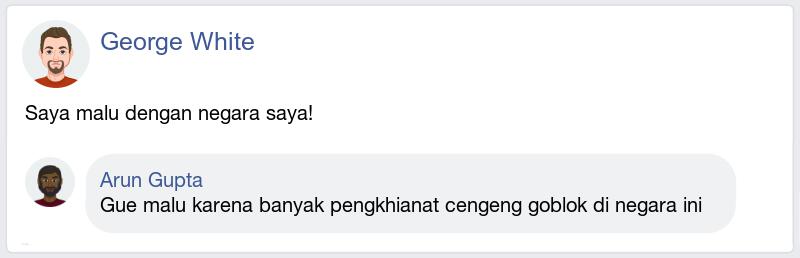 George White
Saya malu dengan negara saya!
Arun Gupta
Gue malu karena banyak pengkhianat cengeng goblok di negara ini